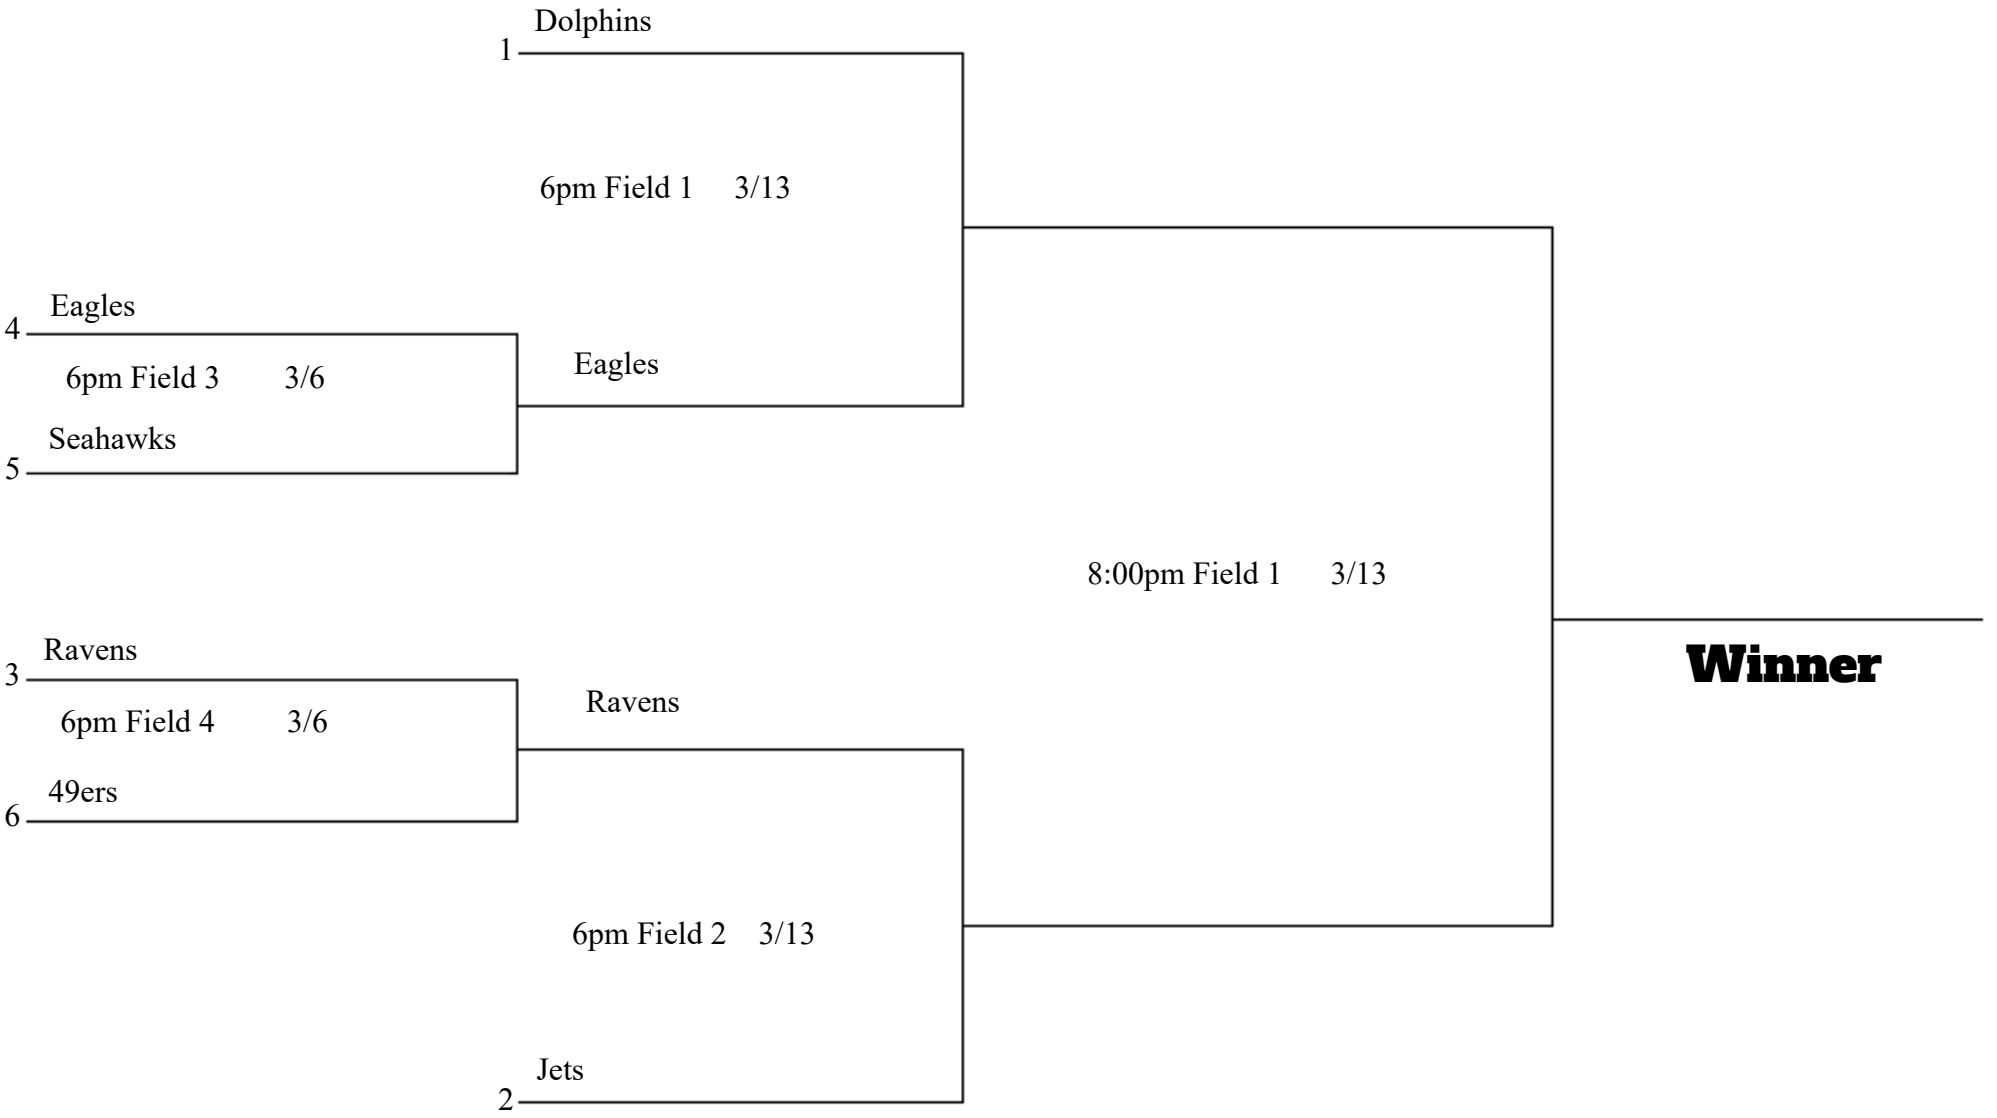 Dolphins
1
6pm Field 1 3/13
Eagles
4
6pm Field 3 3/6
Eagles
Seahawks
5
8:00pm Field 1 3/13
Winner
Ravens
3
6pm Field 4 3/6
Ravens
49ers
6
6pm Field 2 3/13
Jets
2